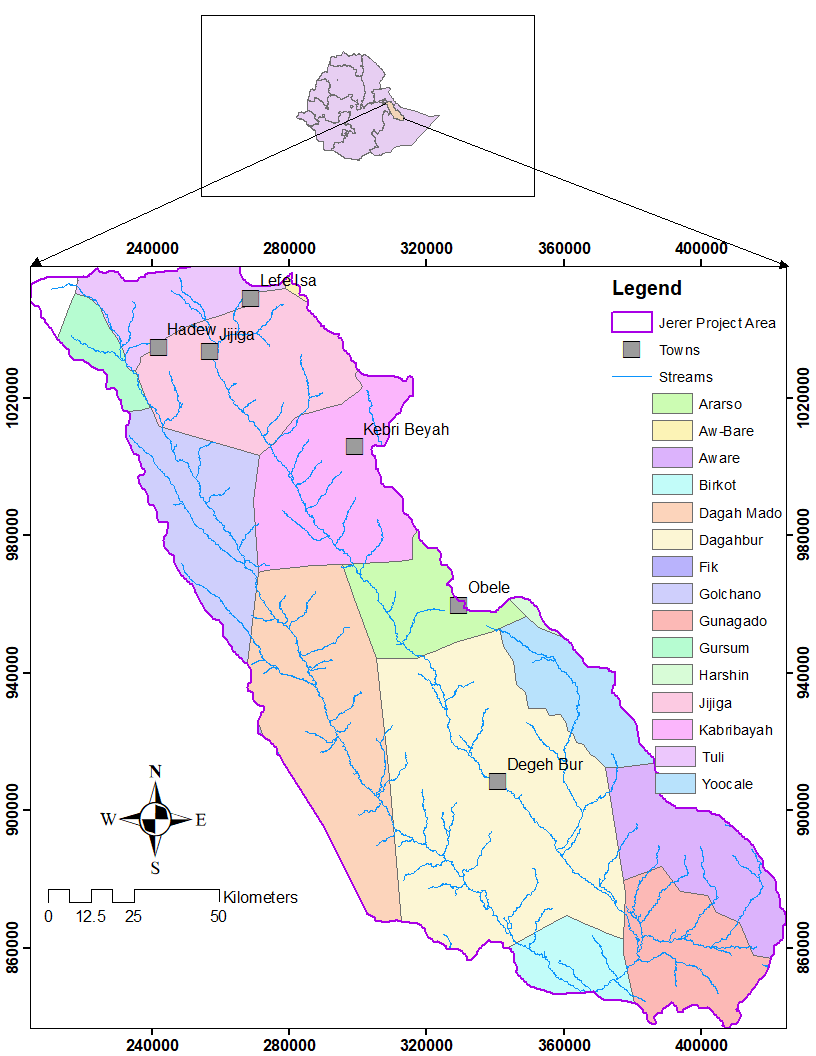 240000 280000 320000 360000 400000
Lefe Isa
Hadew
Jijiga
Kebri Beyah
Obele
Degeh Bur
Legend
Jerer Project Area
Towns
Streams
Ararso
Aw-Bare
Aware
Birkot
Dagah Mado
Dagahbur
Fik
Golchano
Gunagado
Gursum
Harshin
Jijiga
Kabribayah
Tuli
Yoocale
1020000
980000
940000
900000
860000
1020000
980000
940000
900000
860000
N
W E
S
Kilometers
0 12.5 25 50
240000 280000 320000 360000 400000